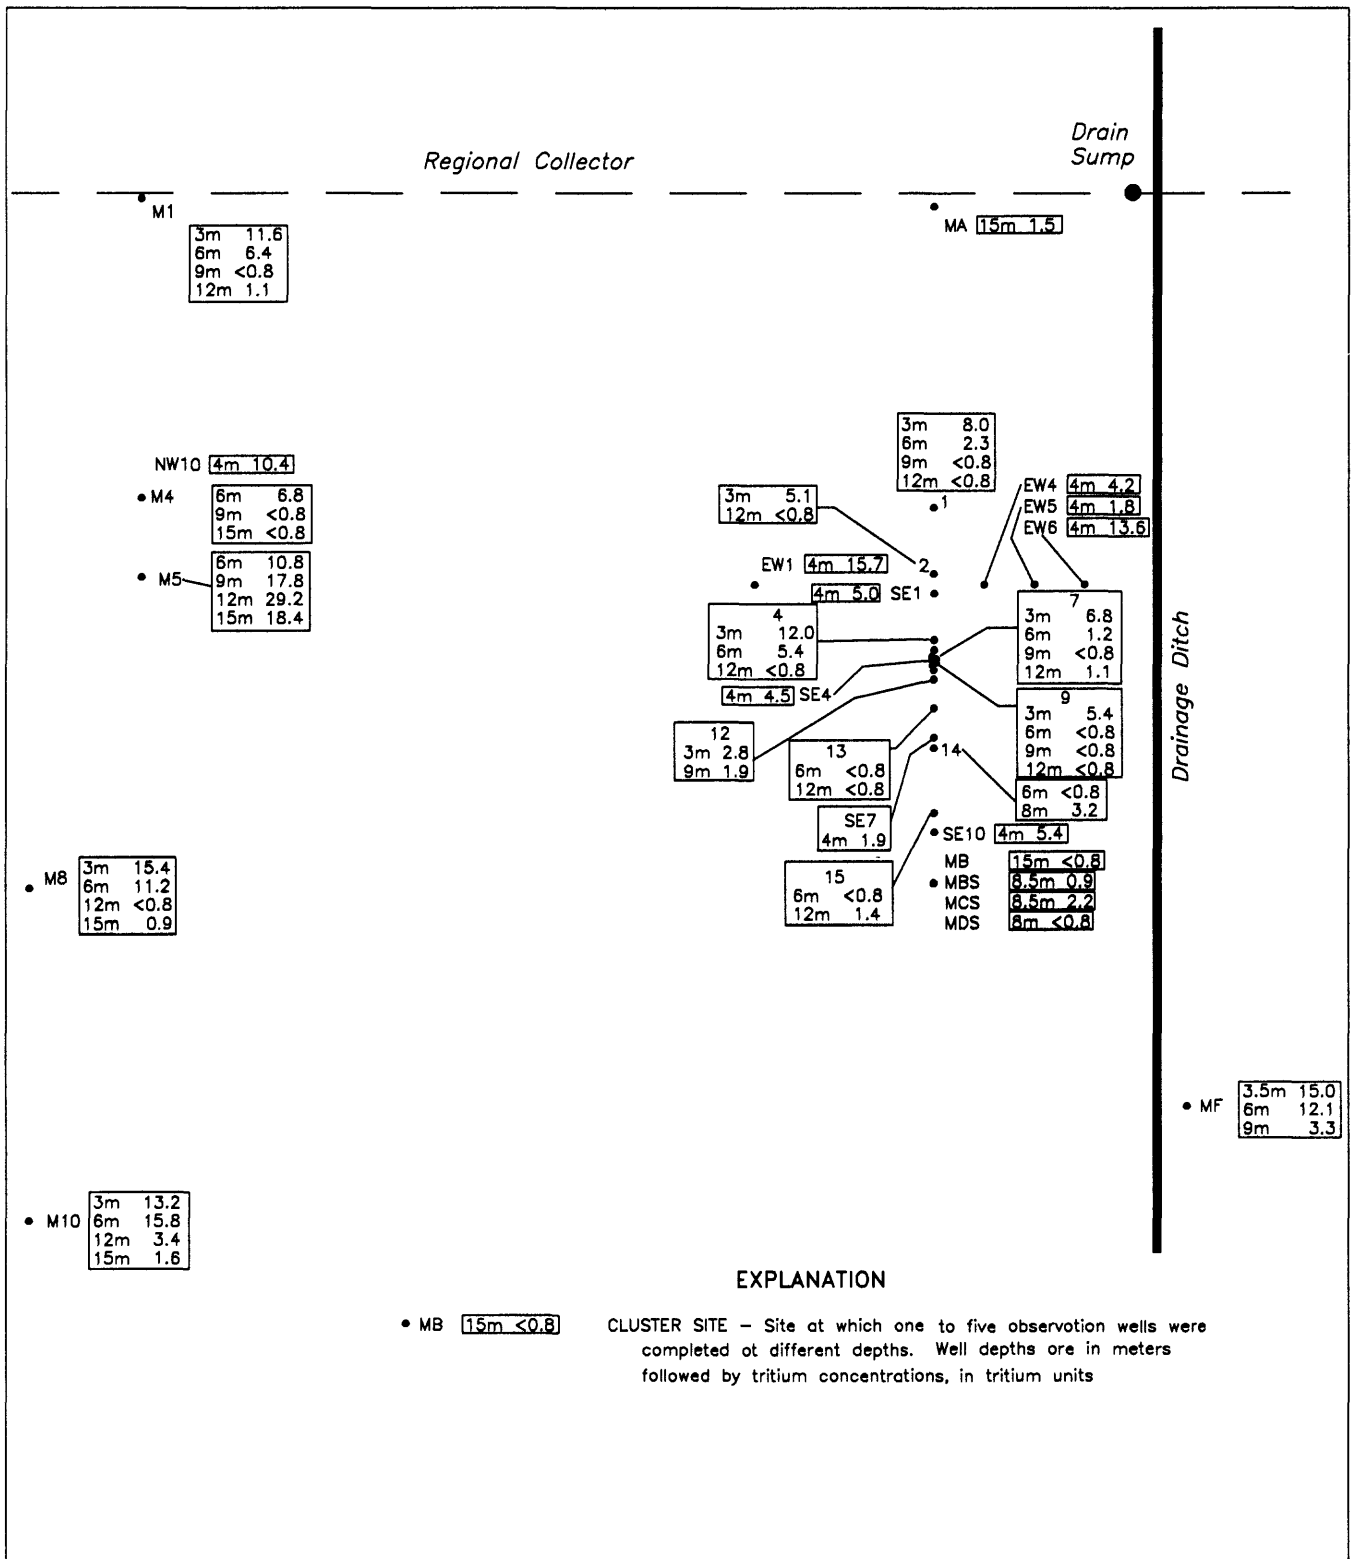 Drain
Sump
Regional Collector
M1
3m 11.6
6m 6.4
9m <0.8
12m 1.1
MA 15m 1.5
3m 8.0
6m 2.3
9m <0.8
12m <0.8
1
NW10 4m 10.4
M4
6m 6.8
9m <0.8
15m <0.8
M5
6m 10.8
9m 17.8
12m 29.2
15m 18.4
3m 5.1
12m <0.8
2
EW4 4m 4.2
EW5 4m 1.8
EW6 4m 13.6
EW1 4m 15.7
4m 5.0 SE1
4
3m 12.0
6m 5.4
12m <0.8
7
3m 6.8
6m 1.2
9m <0.8
12m 1.1
4m 4.5 SE4
9
3m 5.4
6m <0.8
9m <0.8
12m <0.8
Drainage Ditch
12
3m 2.8
9m 1.9
13
6m <0.8
12m <0.8
14
6m <0.8
8m 3.2
SE7
4m 1.9
SE10 4m 5.4
15
6m <0.8
12m 1.4
MB 15m <0.8
MBS 8.5m 0.9
MCS 8.5m 2.2
MDS 8m <0.8
M8
3m 15.4
6m 11.2
12m <0.8
15m 0.9
MF
3.5m 15.0
6m 12.1
9m 3.3
M10
3m 13.2
6m 15.8
12m 3.4
15m 1.6
EXPLANATION
MB 15m <0.8
CLUSTER SITE – Site at which one to five observotion wells were
completed ot different depths. Well depths ore in meters
followed by tritium concentrations, in tritium units